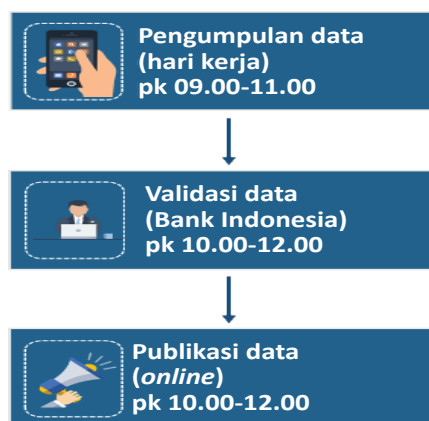 Pengumpulan data
(hari kerja)
pk 09.00-11.00
Validasi data
(Bank Indonesia)
pk 10.00-12.00
Publikasi data
(online)
pk 10.00-12.00